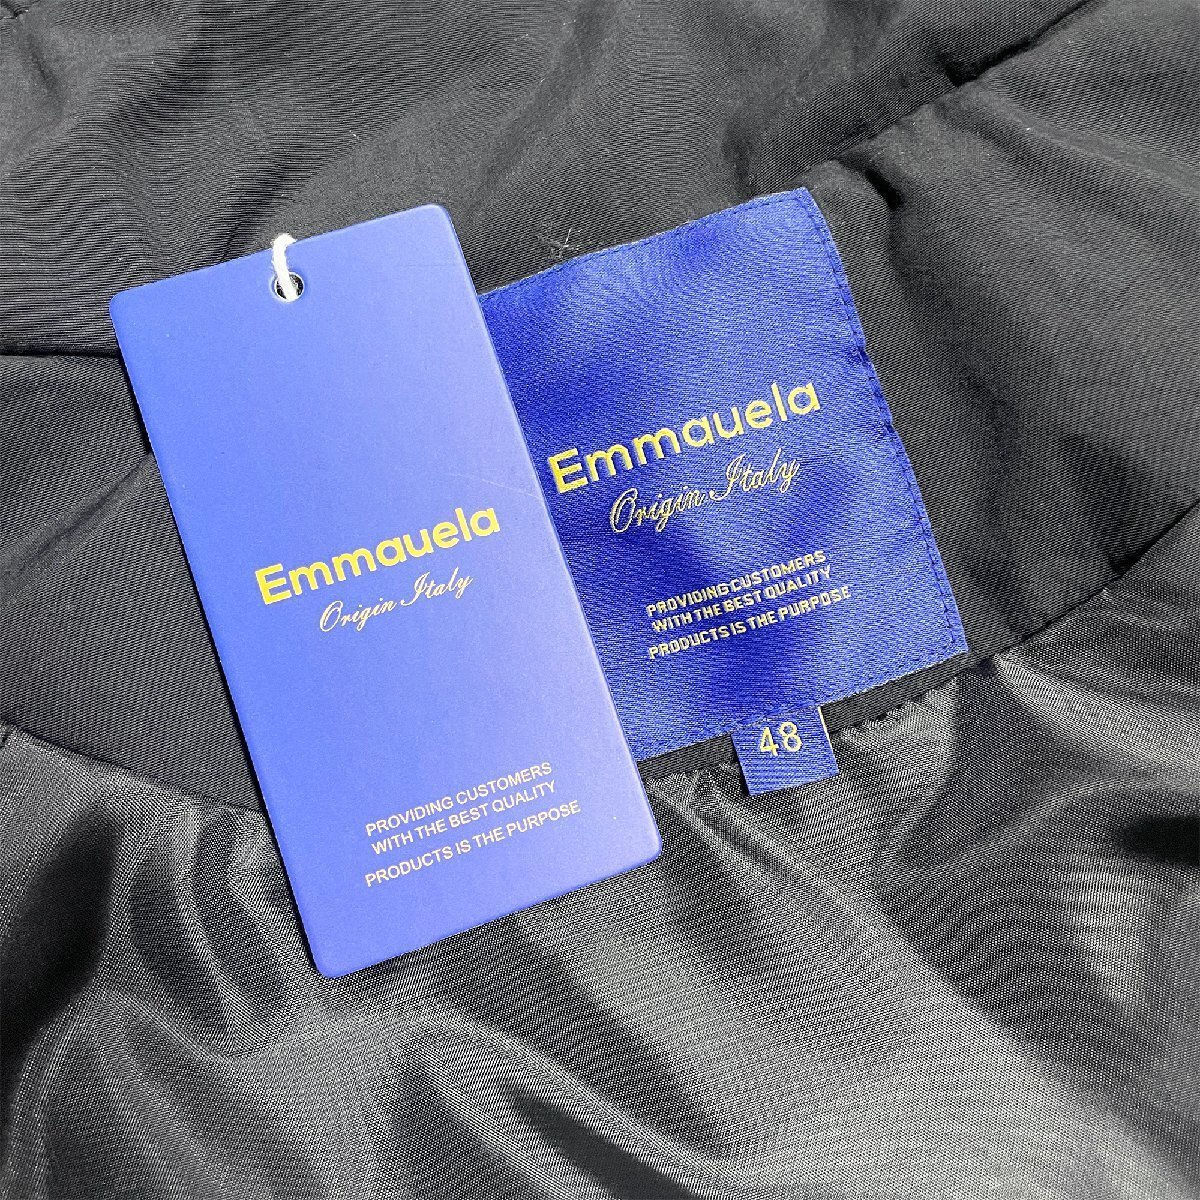 Emmauela
Origin Italy
PROVIDING CUSTOMERS
WITH THE BEST QUALITY
PRODUCTS IS THE PURPOSE
Emmauela
Origin Italy
PROVIDING CUSTOMERS
WITH THE BEST QUALITY
PRODUCTS IS THE PURPOSE
48